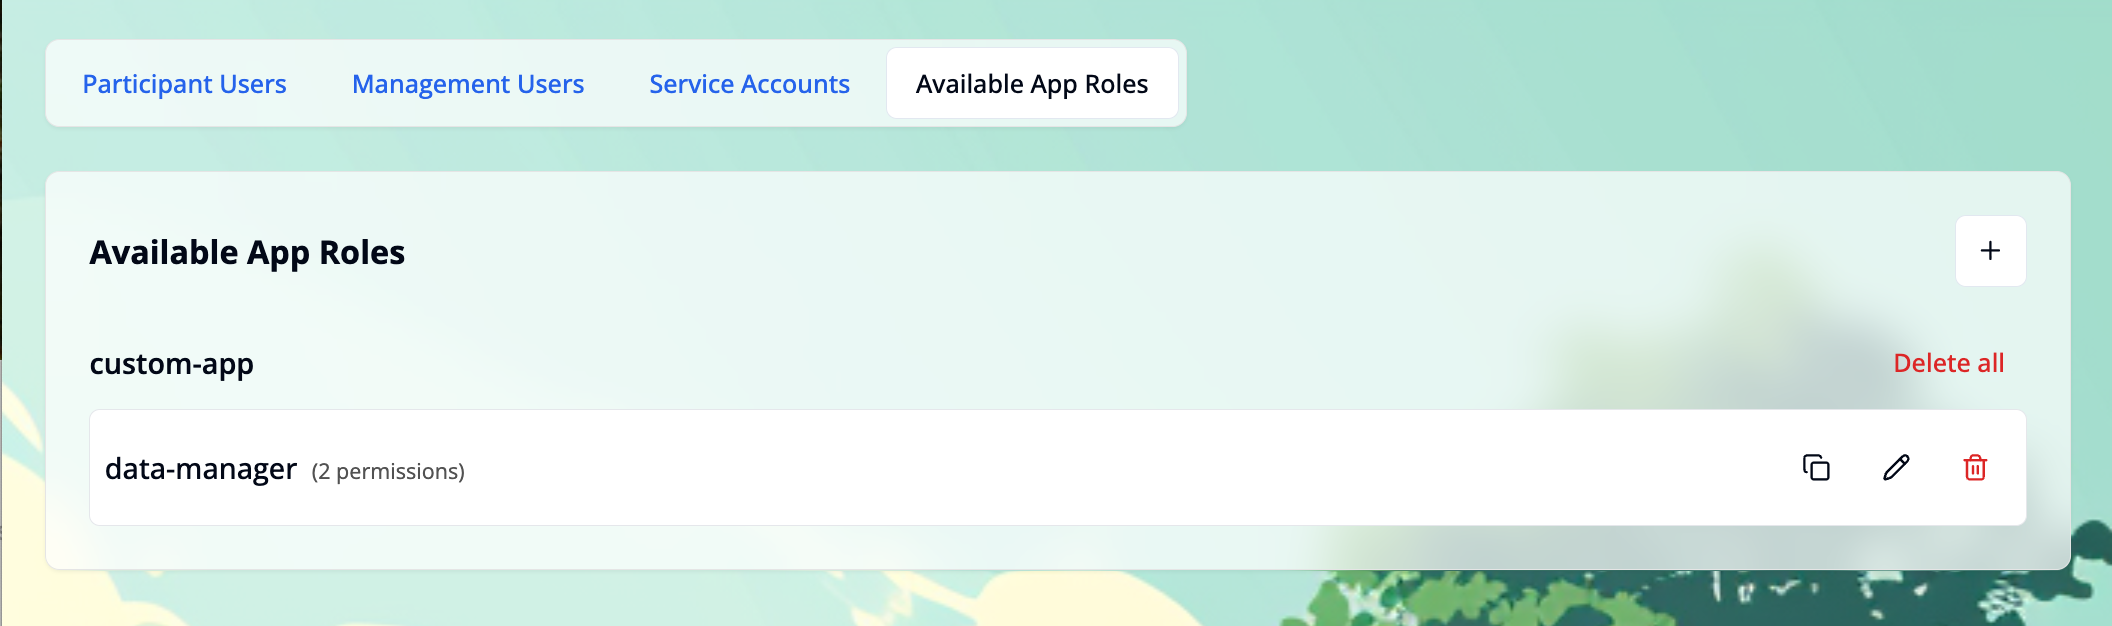 Participant Users Management Users Service Accounts Available App Roles
Available App Roles
custom-app Delete all
data-manager (2 permissions)